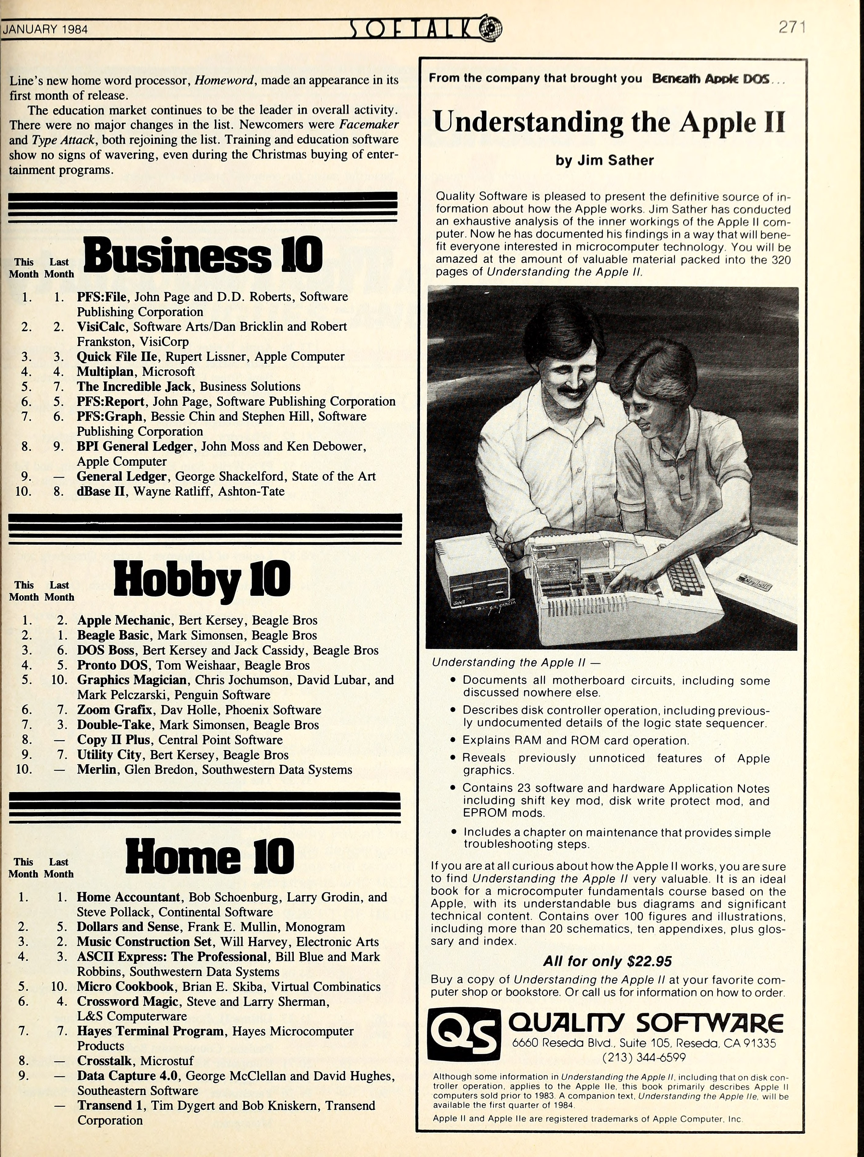 JANUARY 1984
SOFTALK
271
Line's new home word processor, Homeword, made an appearance in its
first month of release.
The education market continues to be the leader in overall activity.
There were no major changes in the list. Newcomers were Facemaker
and Type Attack, both rejoining the list. Training and education software
show no signs of wavering, even during the Christmas buying of enter-
tainment programs.
Business 10
This Last
Month Month
1. 1. PFS:File, John Page and D.D. Roberts, Software
Publishing Corporation
2. 2. VisiCalc, Software Arts/Dan Bricklin and Robert
Frankston, VisiCorp
3. 3. Quick File IIe, Rupert Lissner, Apple Computer
4. 4. Multiplan, Microsoft
5. 7. The Incredible Jack, Business Solutions
6. 5. PFS:Report, John Page, Software Publishing Corporation
7. 6. PFS:Graph, Bessie Chin and Stephen Hill, Software
Publishing Corporation
8. 9. BPI General Ledger, John Moss and Ken Debower,
Apple Computer
9. — General Ledger, George Shackelford, State of the Art
10. 8. dBase II, Wayne Ratliff, Ashton-Tate
Hobby 10
This Last
Month Month
1. 2. Apple Mechanic, Bert Kersey, Beagle Bros
2. 1. Beagle Basic, Mark Simonsen, Beagle Bros
3. 6. DOS Boss, Bert Kersey and Jack Cassidy, Beagle Bros
4. 5. Pronto DOS, Tom Weishaar, Beagle Bros
5. 10. Graphics Magician, Chris Jochumson, David Lubar, and
Mark Pelczarski, Penguin Software
6. 7. Zoom Grafix, Dav Holle, Phoenix Software
7. 3. Double-Take, Mark Simonsen, Beagle Bros
8. — Copy II Plus, Central Point Software
9. 7. Utility City, Bert Kersey, Beagle Bros
10. — Merlin, Glen Bredon, Southwestern Data Systems
Home 10
This Last
Month Month
1. 1. Home Accountant, Bob Schoenburg, Larry Grodin, and
Steve Pollack, Continental Software
2. 5. Dollars and Sense, Frank E. Mullin, Monogram
3. 2. Music Construction Set, Will Harvey, Electronic Arts
4. 3. ASCII Express: The Professional, Bill Blue and Mark
Robbins, Southwestern Data Systems
5. 10. Micro Cookbook, Brian E. Skiba, Virtual Combinatics
6. 4. Crossword Magic, Steve and Larry Sherman,
L&S Computerware
7. 7. Hayes Terminal Program, Hayes Microcomputer
Products
8. — Crosstalk, Microstuf
9. — Data Capture 4.0, George McClellan and David Hughes,
Southeastern Software
— Transend 1, Tim Dygert and Bob Kniskern, Transend
Corporation
From the company that brought you Beneath Apple DOS...
Understanding the Apple II
by Jim Sather
Quality Software is pleased to present the definitive source of in-
formation about how the Apple works. Jim Sather has conducted
an exhaustive analysis of the inner workings of the Apple II com-
puter. Now he has documented his findings in a way that will bene-
fit everyone interested in microcomputer technology. You will be
amazed at the amount of valuable material packed into the 320
pages of Understanding the Apple II.
Understanding the Apple II —
• Documents all motherboard circuits, including some
discussed nowhere else.
• Describes disk controller operation, including previous-
ly undocumented details of the logic state sequencer.
• Explains RAM and ROM card operation.
• Reveals previously unnoticed features of Apple
graphics.
• Contains 23 software and hardware Application Notes
including shift key mod, disk write protect mod, and
EPROM mods.
• Includes a chapter on maintenance that provides simple
troubleshooting steps.
If you are at all curious about how the Apple II works, you are sure
to find Understanding the Apple II very valuable. It is an ideal
book for a microcomputer fundamentals course based on the
Apple, with its understandable bus diagrams and significant
technical content. Contains over 100 figures and illustrations,
including more than 20 schematics, ten appendixes, plus glos-
sary and index.
All for only $22.95
Buy a copy of Understanding the Apple II at your favorite com-
puter shop or bookstore. Or call us for information on how to order.
QS QUALITY SOFTWARE
6660 Reseda Blvd., Suite 105, Reseda, CA 91335
(213) 344-6599
Although some information in Understanding the Apple II, including that on disk con-
troller operation, applies to the Apple IIe, this book primarily describes Apple II
computers sold prior to 1983. A companion text, Understanding the Apple IIe, will be
available the first quarter of 1984.
Apple II and Apple IIe are registered trademarks of Apple Computer, Inc.